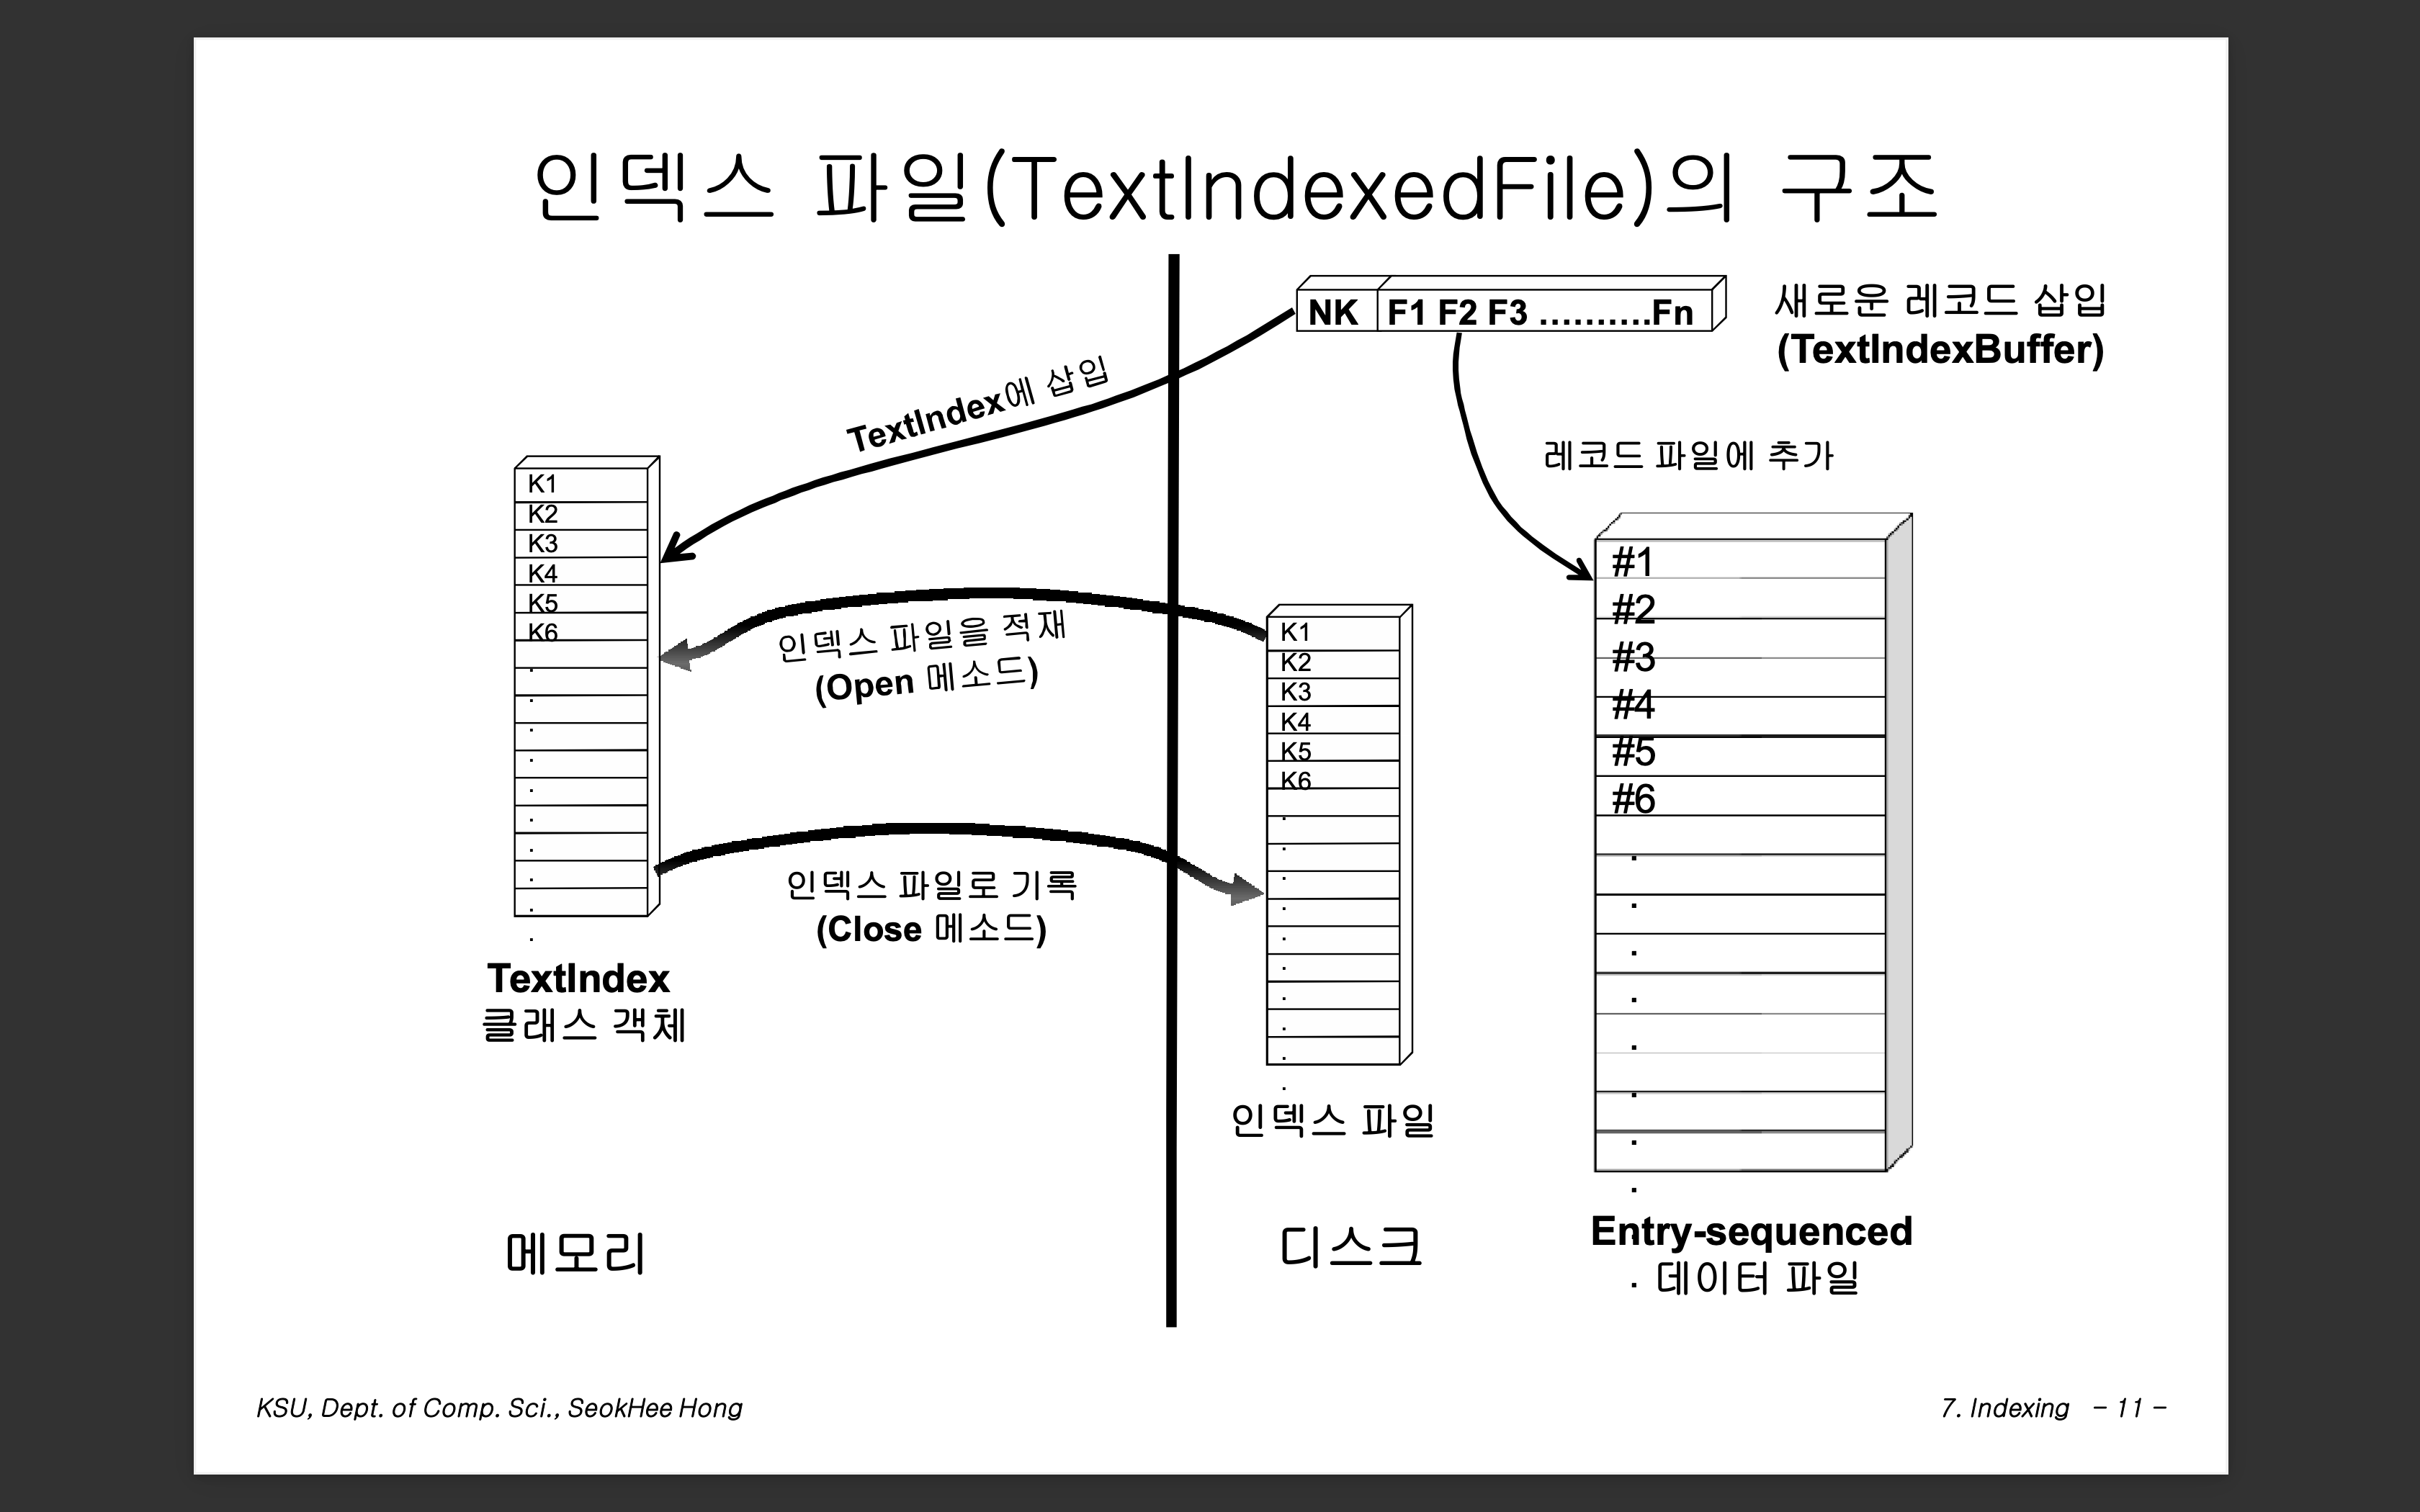 인덱스 파일(TextIndexedFile)의 구조
NK F1 F2 F3 ..........Fn
새로운 레코드 삽입
(TextIndexBuffer)
TextIndex에 삽입
레코드 파일에 추가
K1
K2
K3
K4
K5
K6
.
.
.
.
.
.
.
.
.
.
TextIndex
클래스 객체
인덱스 파일을 적재
(Open 메소드)
인덱스 파일로 기록
(Close 메소드)
K1
K2
K3
K4
K5
K6
.
.
.
.
.
.
.
.
.
.
인덱스 파일
#1
#2
#3
#4
#5
#6
.
.
.
.
.
.
.
.
Entry-sequenced
. 데이터 파일
메모리
디스크
KSU, Dept. of Comp. Sci., SeokHee Hong
7. Indexing - 11 -